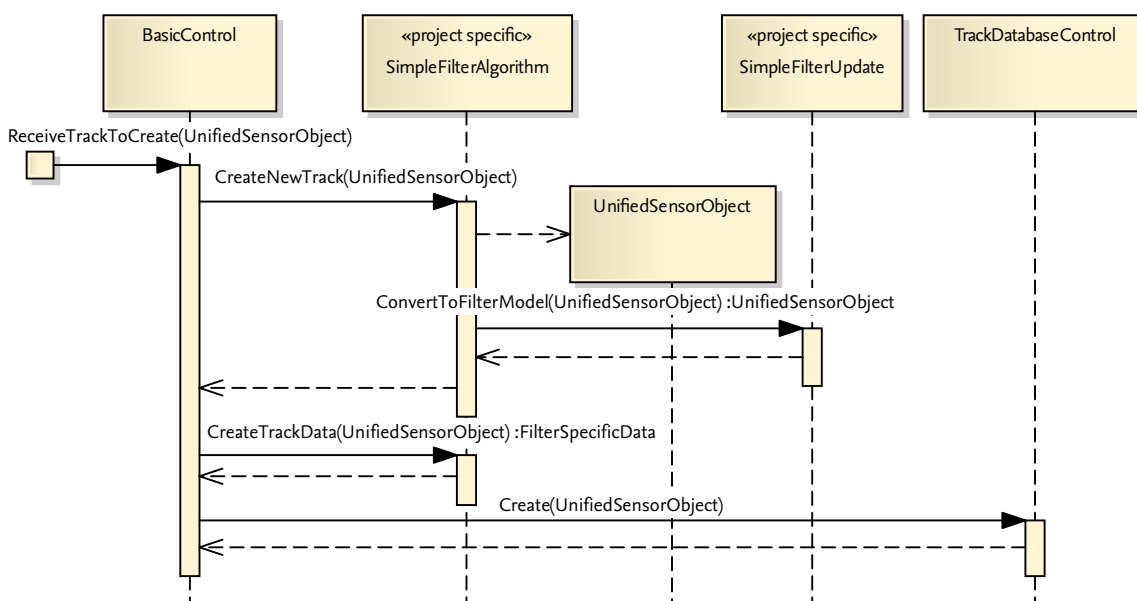 BasicControl
«project specific»
SimpleFilterAlgorithm
«project specific»
SimpleFilterUpdate
TrackDatabaseControl
ReceiveTrackToCreate(UnifiedSensorObject)
CreateNewTrack(UnifiedSensorObject)
UnifiedSensorObject
ConvertToFilterModel(UnifiedSensorObject) :UnifiedSensorObject
CreateTrackData(UnifiedSensorObject) :FilterSpecificData
Create(UnifiedSensorObject)